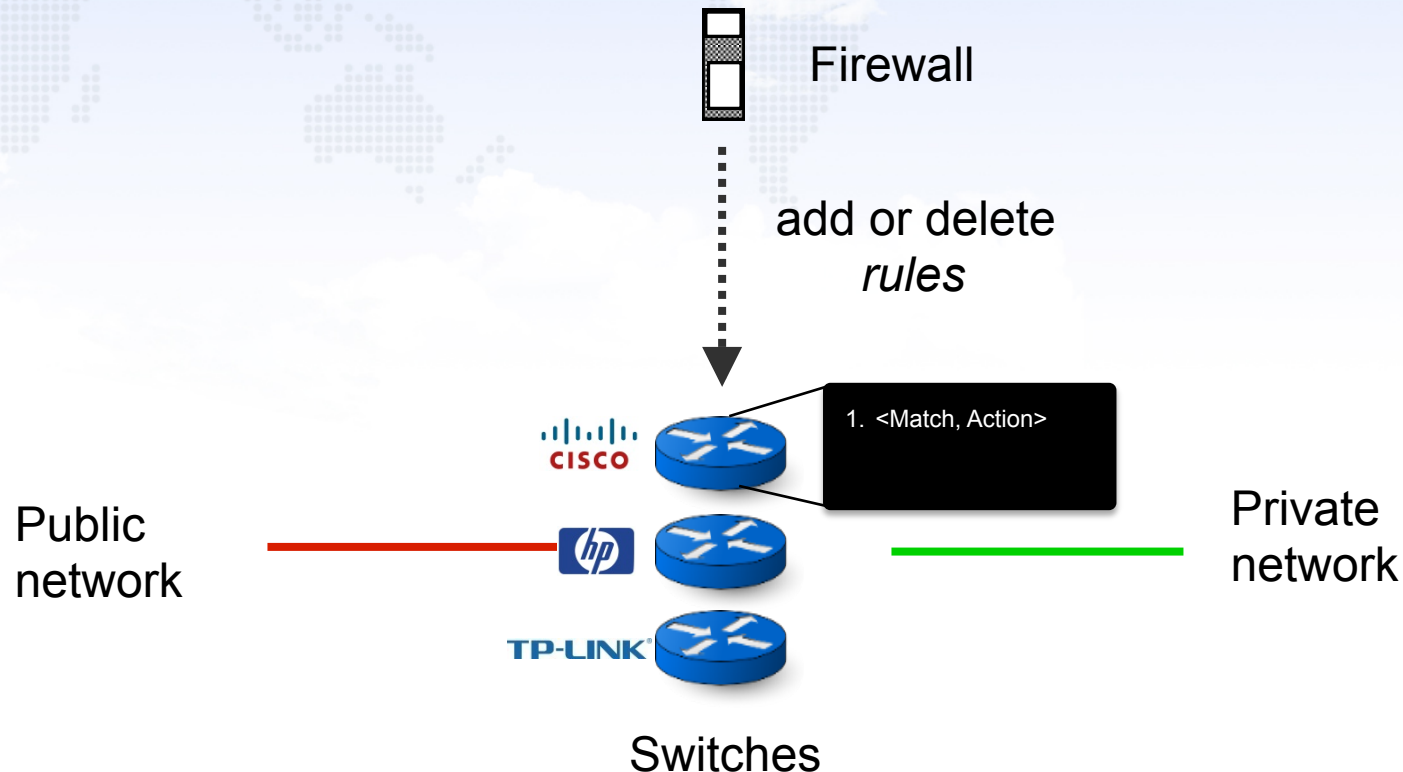 Firewall
add or delete
rules
CISCO
1. <Match, Action>
Public
network
hp
Private
network
TP-LINK®
Switches